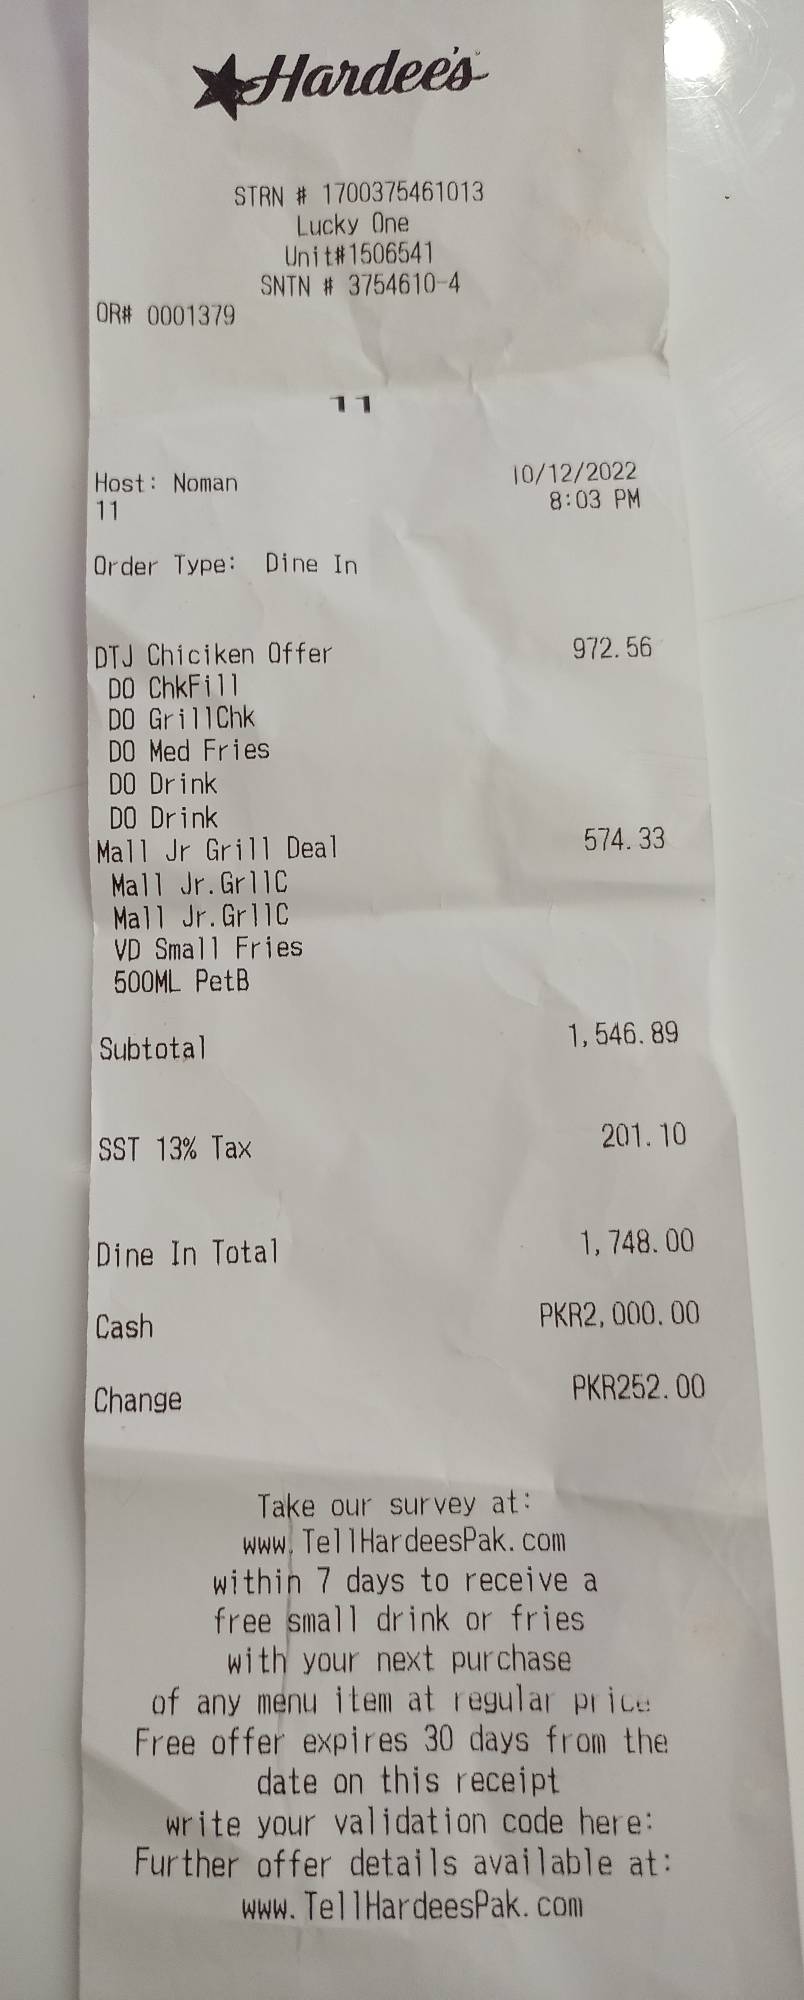 Hardee's
STRN # 1700375461013
Lucky One
Unit#1506541
SNTN # 3754610-4
OR# 0001379
11
Host: Noman 10/12/2022
11 8:03 PM
Order Type: Dine In
DTJ Chiciken Offer 972.56
DO ChkFill
DO GrillChk
DO Med Fries
DO Drink
DO Drink
Mall Jr Grill Deal 574.33
Mall Jr.GrllC
Mall Jr.GrllC
VD Small Fries
500ML PetB
Subtotal 1,546.89
SST 13% Tax 201.10
Dine In Total 1,748.00
Cash PKR2,000.00
Change PKR252.00
Take our survey at:
www.TellHardeesPak.com
within 7 days to receive a
free small drink or fries
with your next purchase
of any menu item at regular price
Free offer expires 30 days from the
date on this receipt
write your validation code here:
Further offer details available at:
www.TellHardeesPak.com